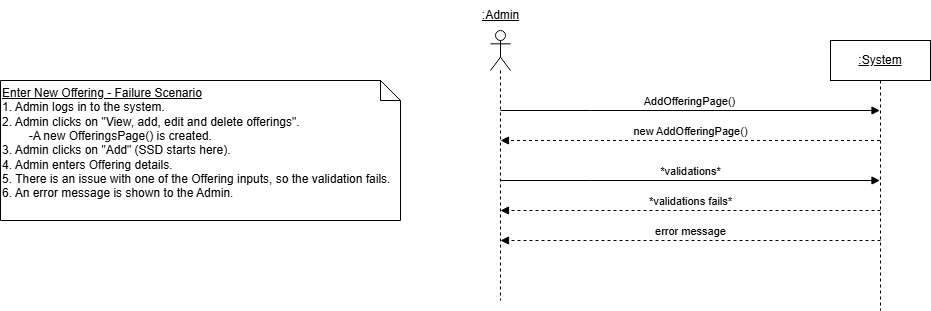 Enter New Offering - Failure Scenario
1. Admin logs in to the system.
2. Admin clicks on "View, add, edit and delete offerings".
-A new OfferingsPage() is created.
3. Admin clicks on "Add" (SSD starts here).
4. Admin enters Offering details.
5. There is an issue with one of the Offering inputs, so the validation fails.
6. An error message is shown to the Admin.
:Admin
:System
AddOfferingPage()
new AddOfferingPage()
*validations*
*validations fails*
error message